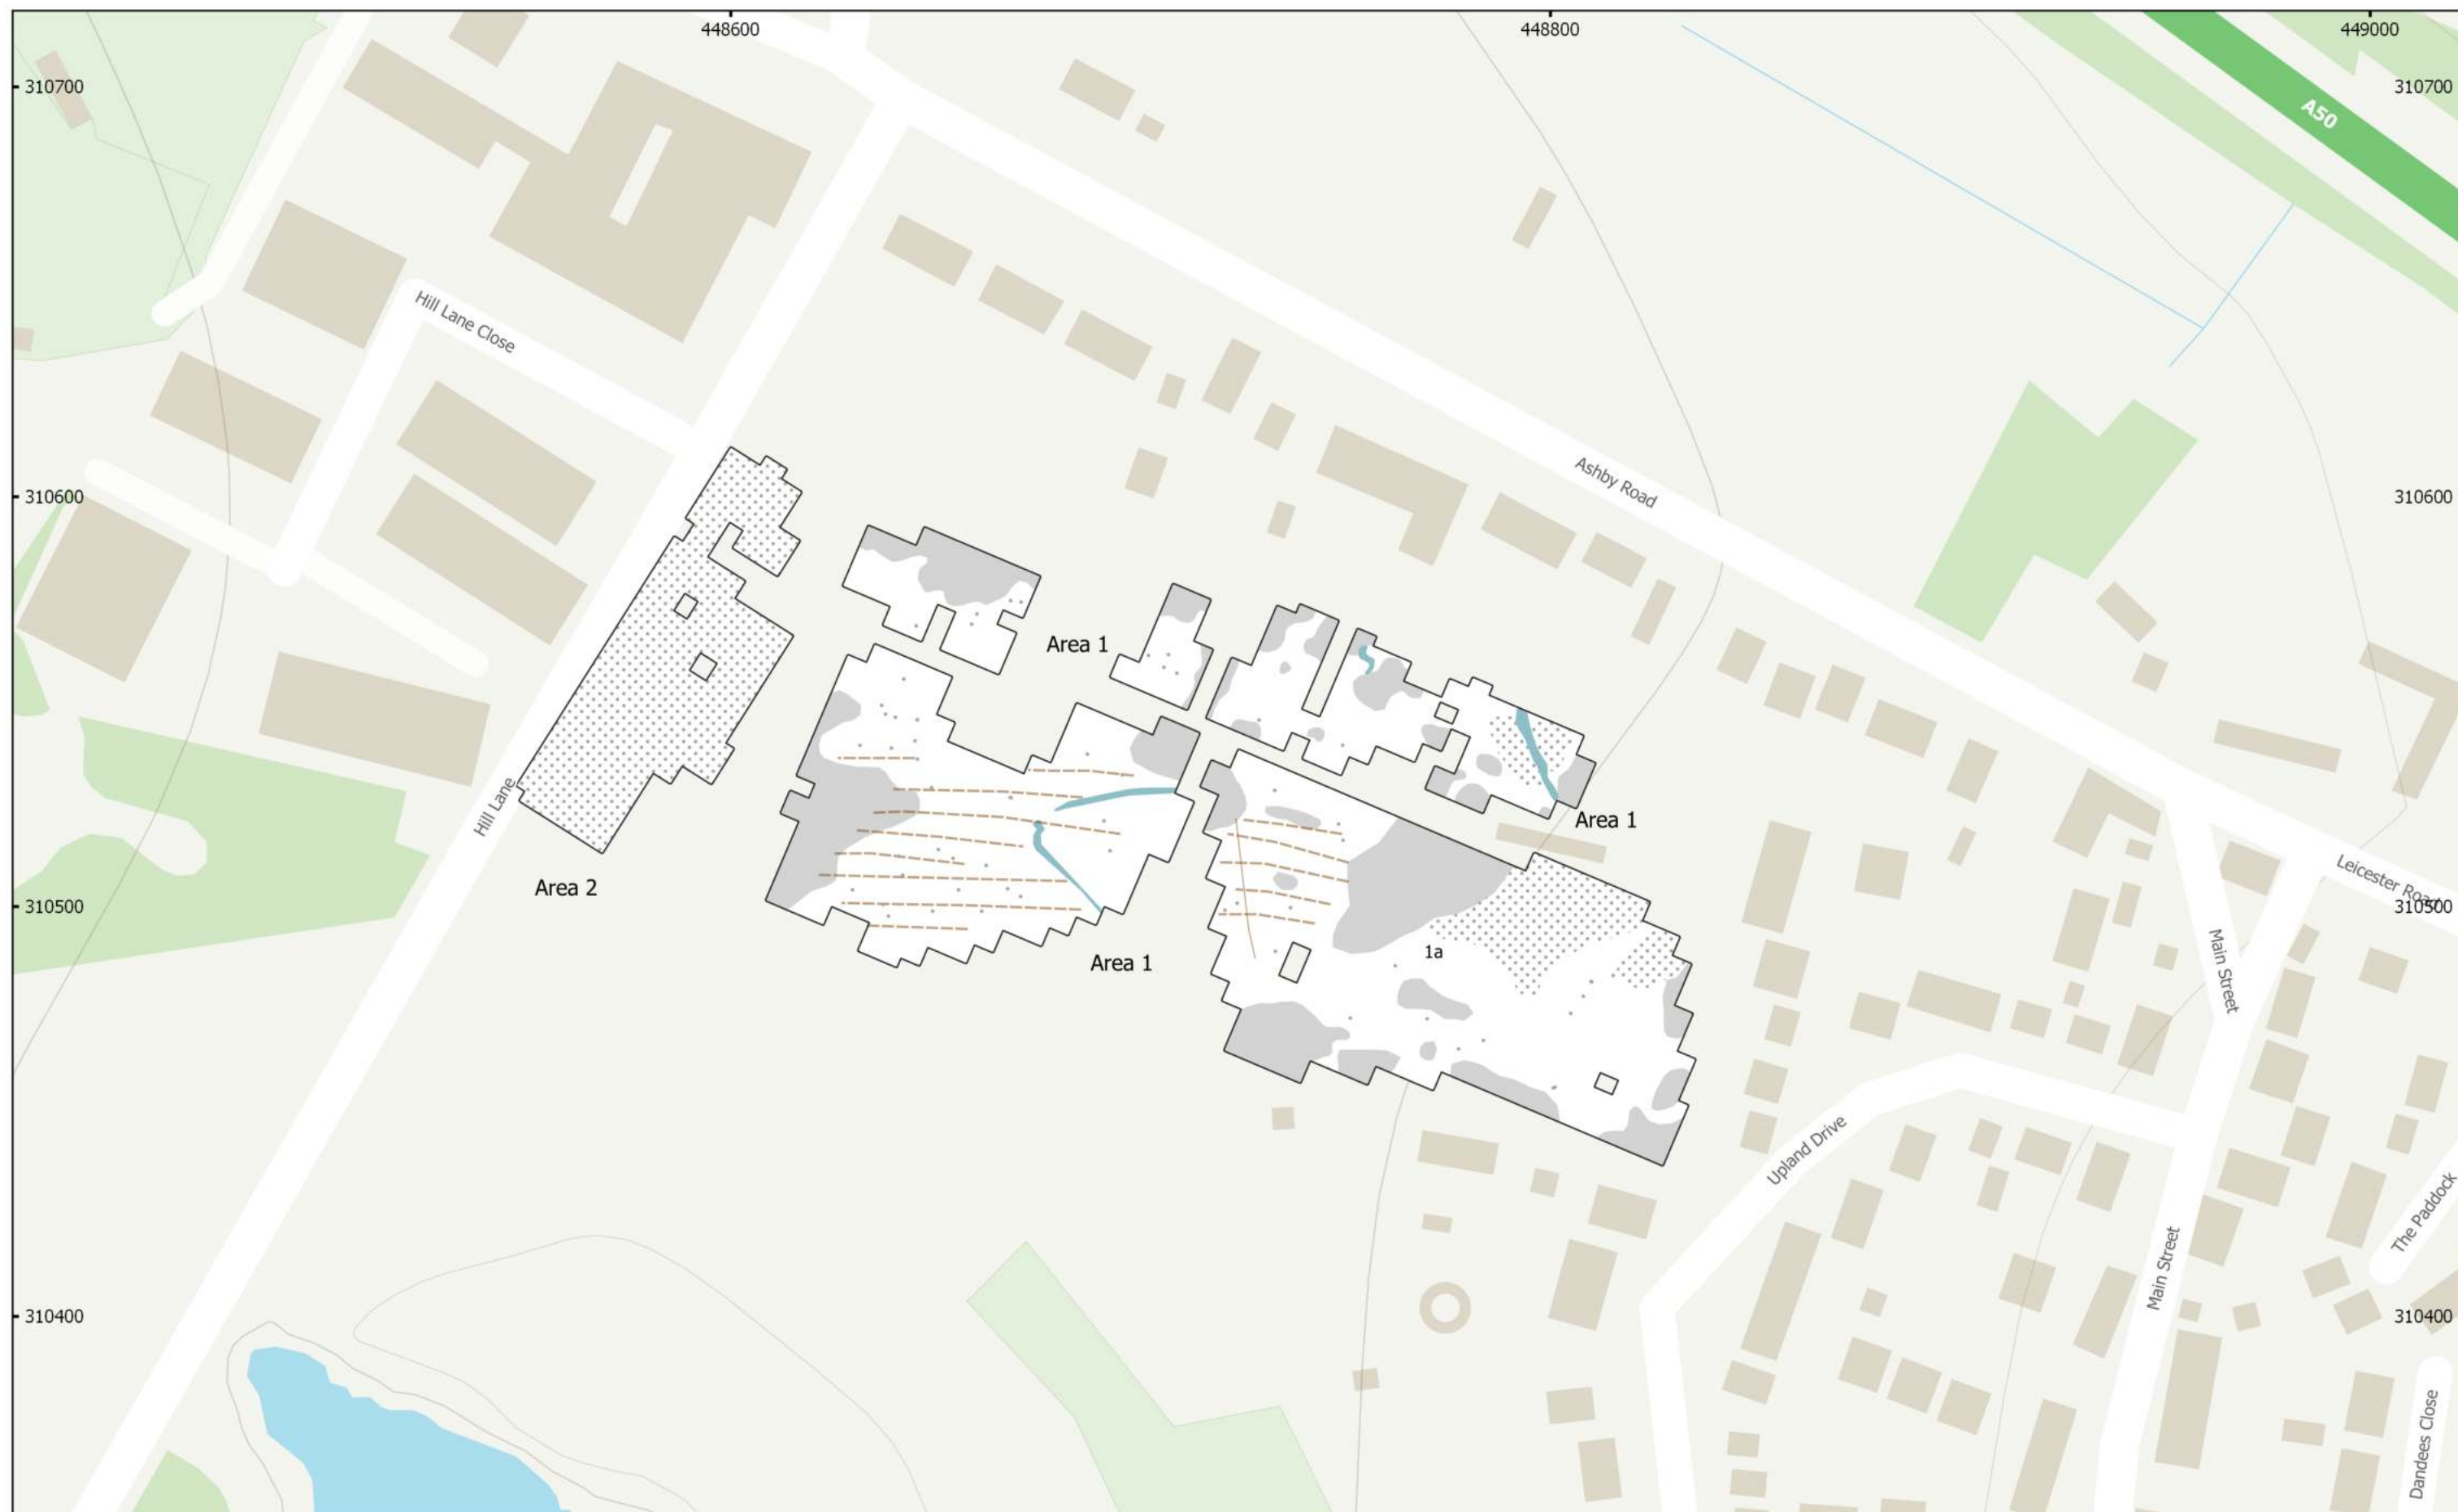 448600
448800
449000
310700
310700
A50
Hill Lane Close
Ashby Road
310600
310600
Area 1
Hill Lane
Area 1
Leicester Road
Area 2
310500
310500
1a
Area 1
Main Street
Upland Drive
The Paddock
Main Street
310400
310400
Dandees Close